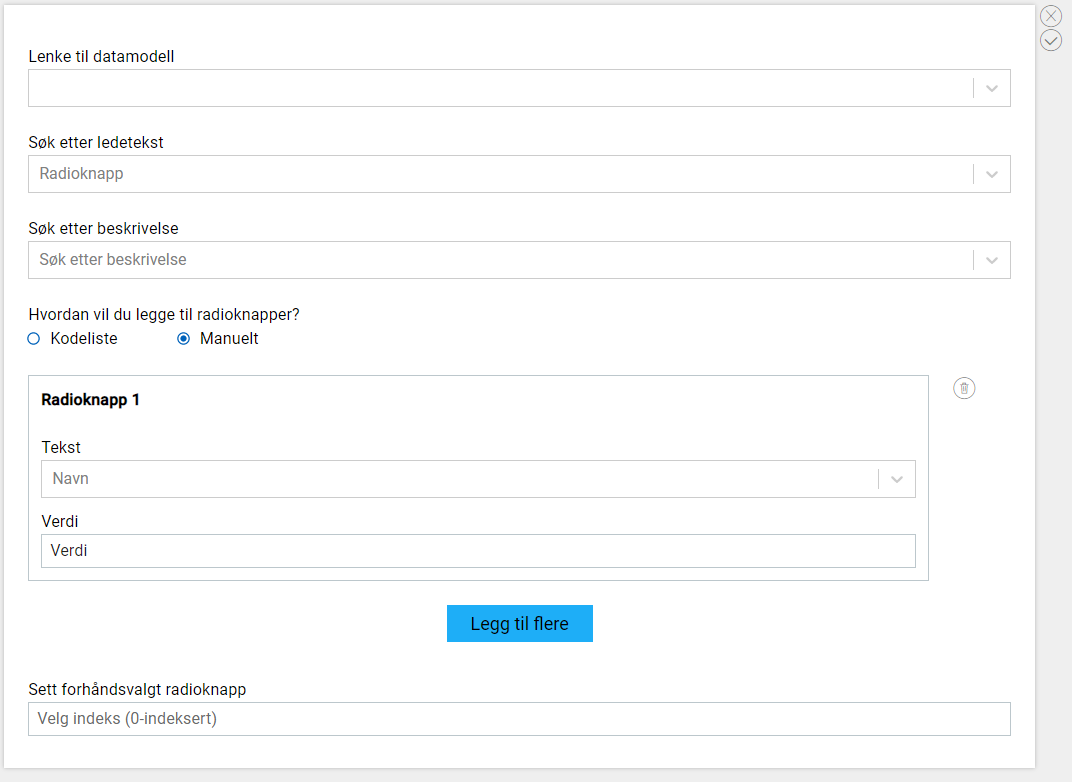 Lenke til datamodell
Søk etter ledetekst
Radioknapp
Søk etter beskrivelse
Søk etter beskrivelse
Hvordan vil du legge til radioknapper?
Kodeliste Manuelt
Radioknapp 1
Tekst
Navn
Verdi
Verdi
Legg til flere
Sett forhåndsvalgt radioknapp
Velg indeks (0-indeksert)